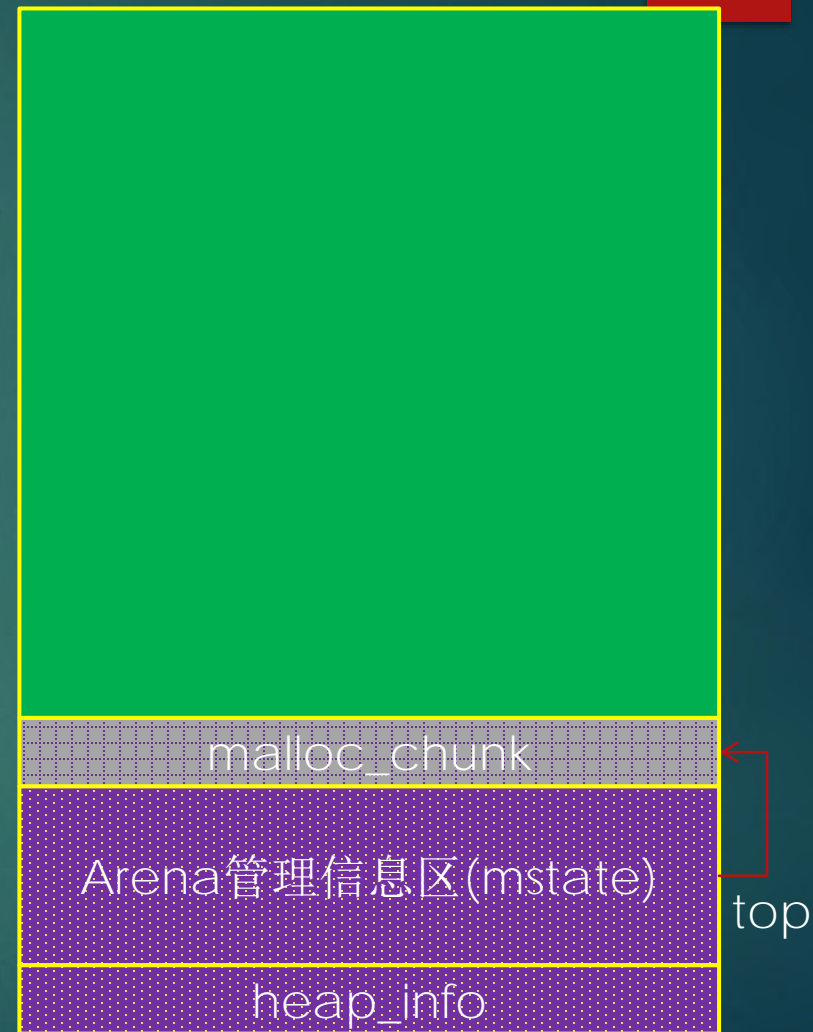 malloc_chunk
Arena管理信息区(mstate)
top
heap_info